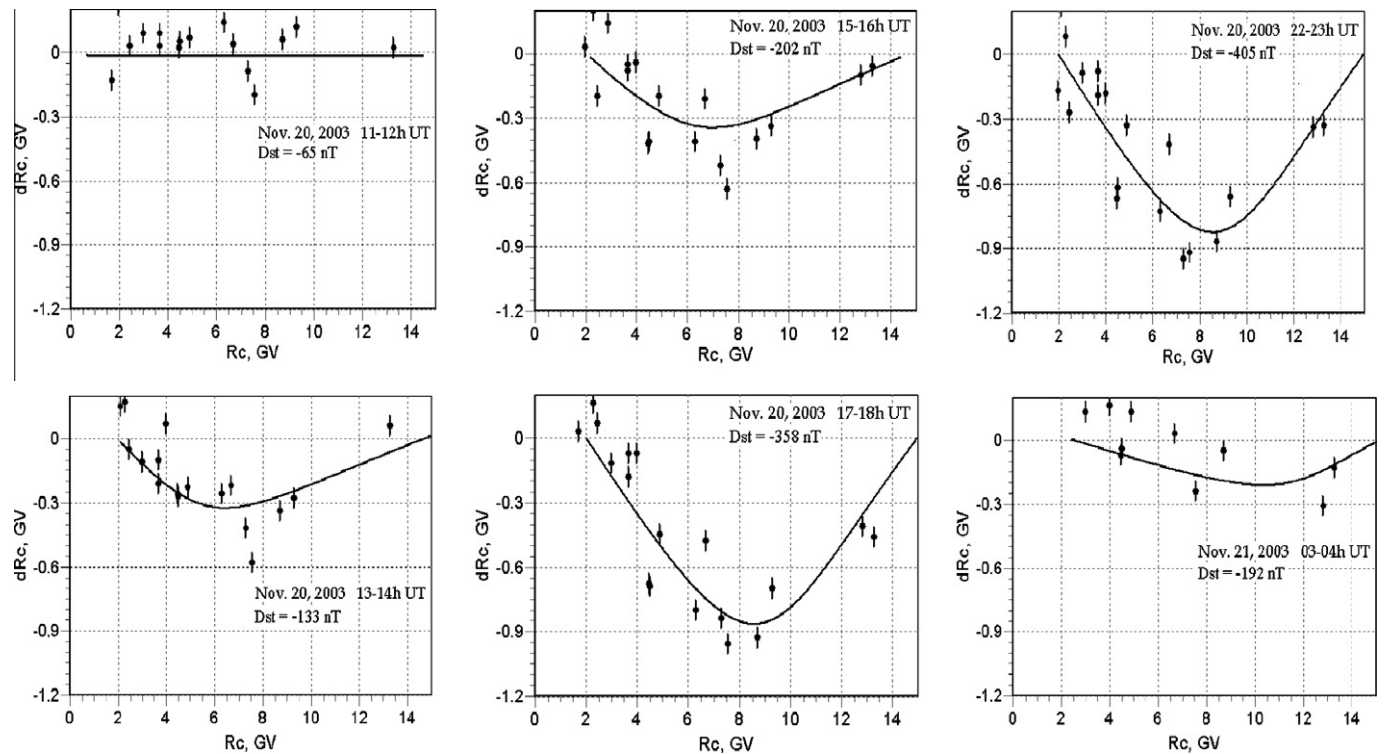 dRc, GV
0
-0.3
-0.6
-0.9
-1.2
Nov. 20, 2003 11-12h UT
Dst = -65 nT
0 2 4 6 8 10 12 14
Rc, GV
dRc, GV
0
-0.3
-0.6
-0.9
-1.2
Nov. 20, 2003 15-16h UT
Dst = -202 nT
0 2 4 6 8 10 12 14
Rc, GV
dRc, GV
0
-0.3
-0.6
-0.9
-1.2
Nov. 20, 2003 22-23h UT
Dst = -405 nT
0 2 4 6 8 10 12 14
Rc, GV
dRc, GV
0
-0.3
-0.6
-0.9
-1.2
Nov. 20, 2003 13-14h UT
Dst = -133 nT
0 2 4 6 8 10 12 14
Rc, GV
dRc, GV
0
-0.3
-0.6
-0.9
-1.2
Nov. 20, 2003 17-18h UT
Dst = -358 nT
0 2 4 6 8 10 12 14
Rc, GV
dRc, GV
0
-0.3
-0.6
-0.9
-1.2
Nov. 21, 2003 03-04h UT
Dst = -192 nT
0 2 4 6 8 10 12 14
Rc, GV